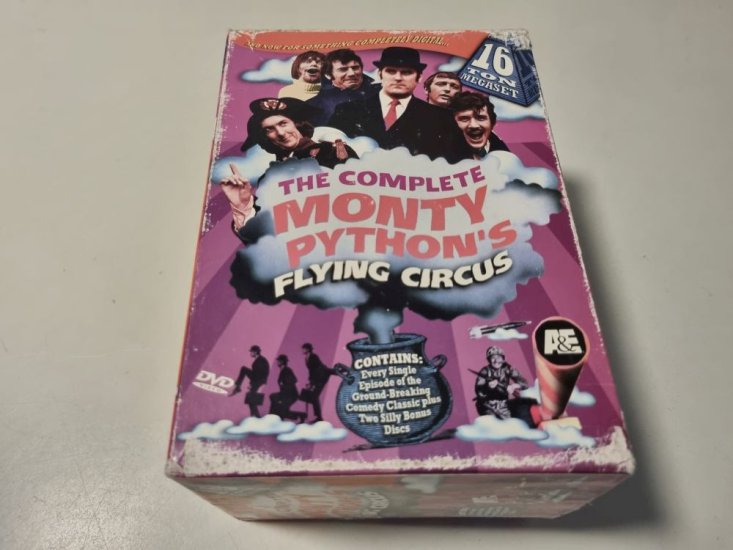 AND NOW FOR SOMETHING COMPLETELY DIGITAL...
16
TON
MEGASET
THE COMPLETE
MONTY
PYTHON'S
FLYING CIRCUS
A&E
DVD
VIDEO
CONTAINS:
Every Single
Episode of the
Ground-Breaking
Comedy Classic plus
Two Silly Bonus
Discs